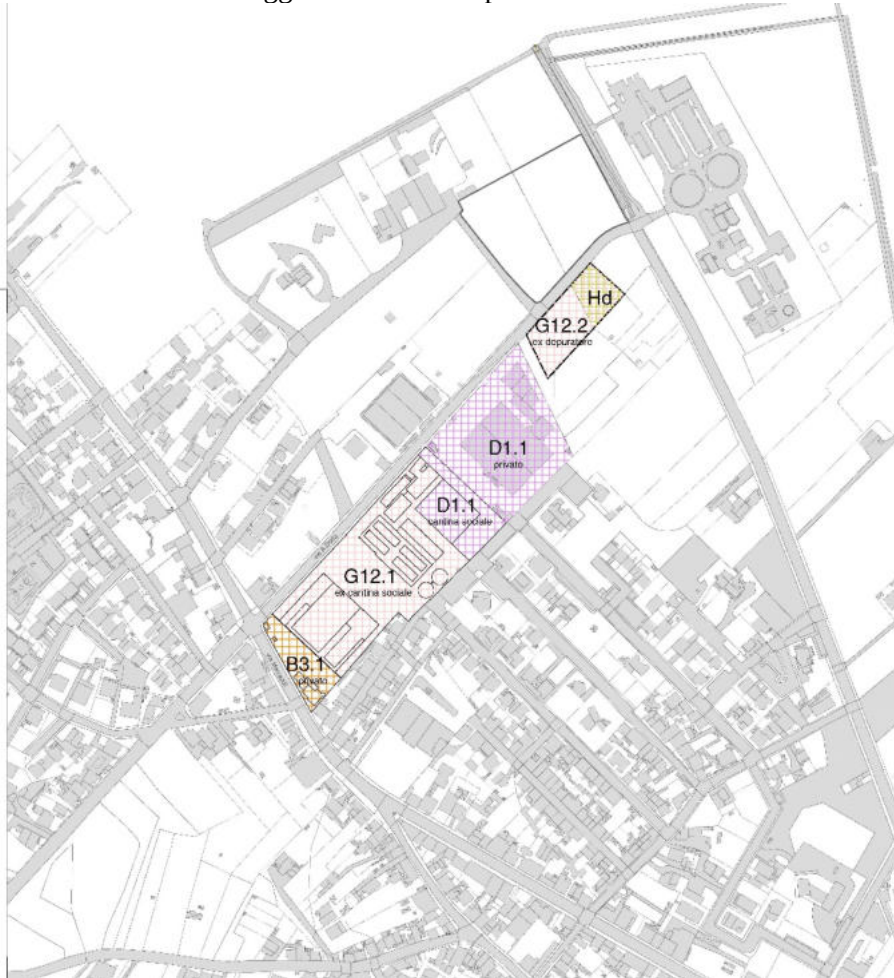 Hd
G12.2
ex depuratore
D1.1
privato
D1.1
cantina sociale
G12.1
ex cantina sociale
B3.1
privato